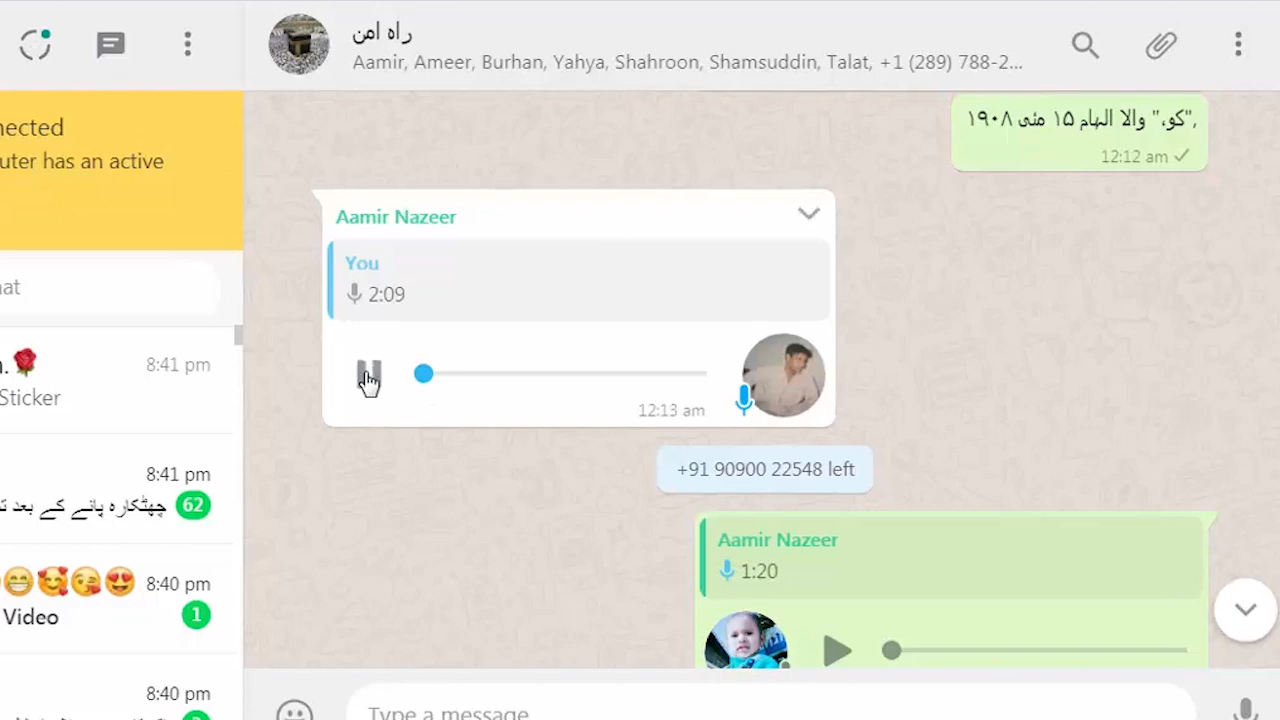 راہ امن
Aamir, Ameer, Burhan, Yahya, Shahroon, Shamsuddin, Talat, +1 (289) 788-2...
nected
uter has an active
"کو،" والا الہام ۱۵ مئی ۱۹۰۸,
12:12 am
Aamir Nazeer
You
2:09
12:13 am
at
8:41 pm
Sticker
+91 90900 22548 left
8:41 pm
چھٹکارہ پانے کے بعد
62
Aamir Nazeer
1:20
8:40 pm
Video
1
8:40 pm
Type a message